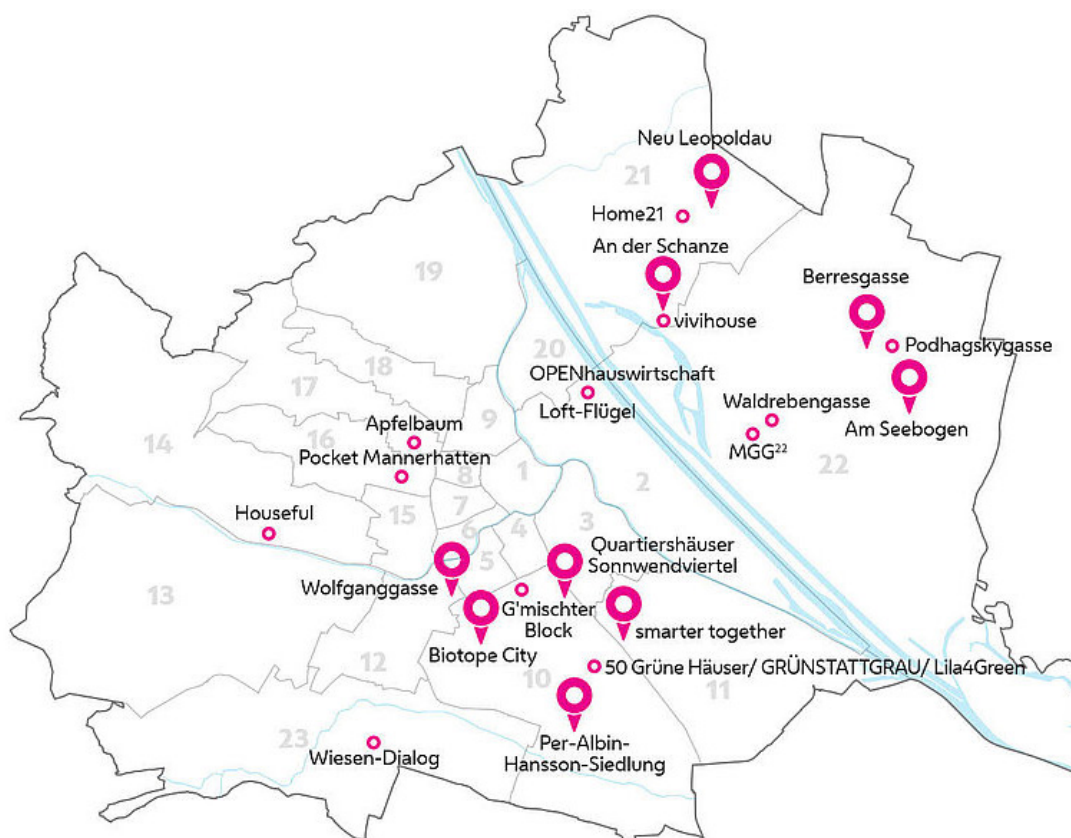 Neu Leopoldau
21
Home21
An der Schanze
19
Berresgasse
vivihouse
Podhagskygasse
20
18
OPENhauswirtschaft
17
Loft-Flügel
Waldrebengasse
9
Apfelbaum
Am Seebogen
14
16
MGG²²
Pocket Mannerhatten
22
8
1
2
7
15
Houseful
6
4
3
5
Quartiershäuser
Sonnwendviertel
13
Wolfganggasse
G'mischter
Block
smarter together
Biotope City
12
10
50 Grüne Häuser/ GRÜNSTATTGRAU/ Lila4Green
11
Per-Albin-
Hansson-Siedlung
23
Wiesen-Dialog